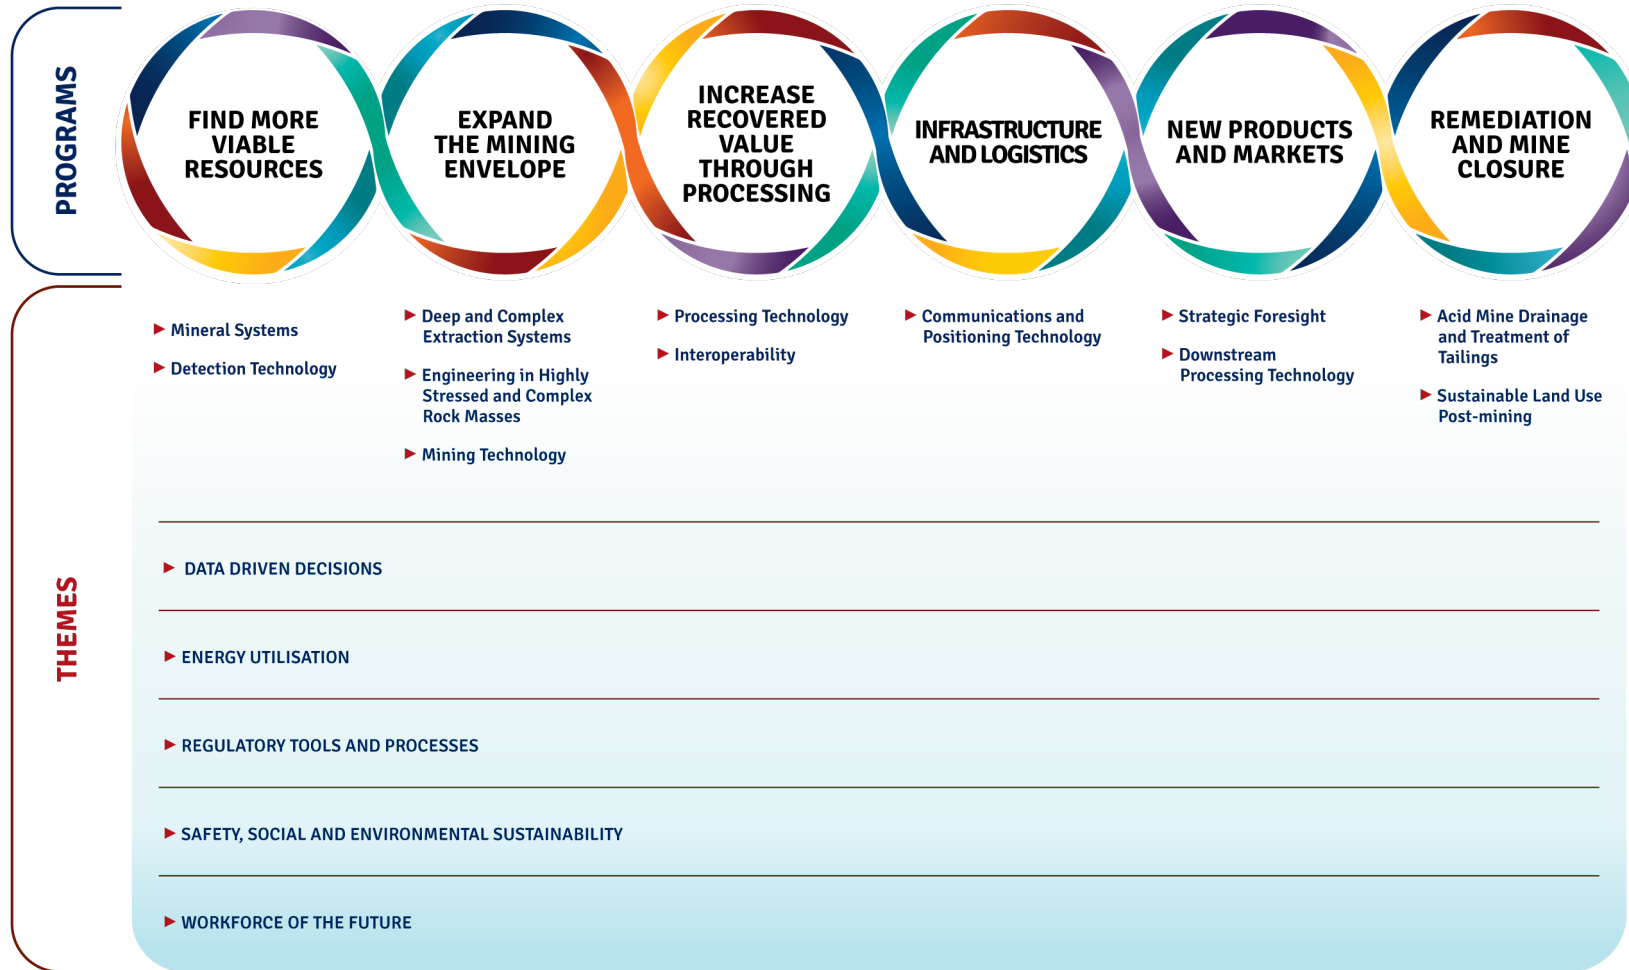 PROGRAMS
FIND MORE
VIABLE
RESOURCES
EXPAND
THE MINING
ENVELOPE
INCREASE
RECOVERED
VALUE
THROUGH
PROCESSING
INFRASTRUCTURE
AND LOGISTICS
NEW PRODUCTS
AND MARKETS
REMEDIATION
AND MINE
CLOSURE
THEMES
Mineral Systems
Detection Technology
Deep and Complex
Extraction Systems
Engineering in Highly
Stressed and Complex
Rock Masses
Mining Technology
Processing Technology
Interoperability
Communications and
Positioning Technology
Strategic Foresight
Downstream
Processing Technology
Acid Mine Drainage
and Treatment of
Tailings
Sustainable Land Use
Post-mining
DATA DRIVEN DECISIONS
ENERGY UTILISATION
REGULATORY TOOLS AND PROCESSES
SAFETY, SOCIAL AND ENVIRONMENTAL SUSTAINABILITY
WORKFORCE OF THE FUTURE